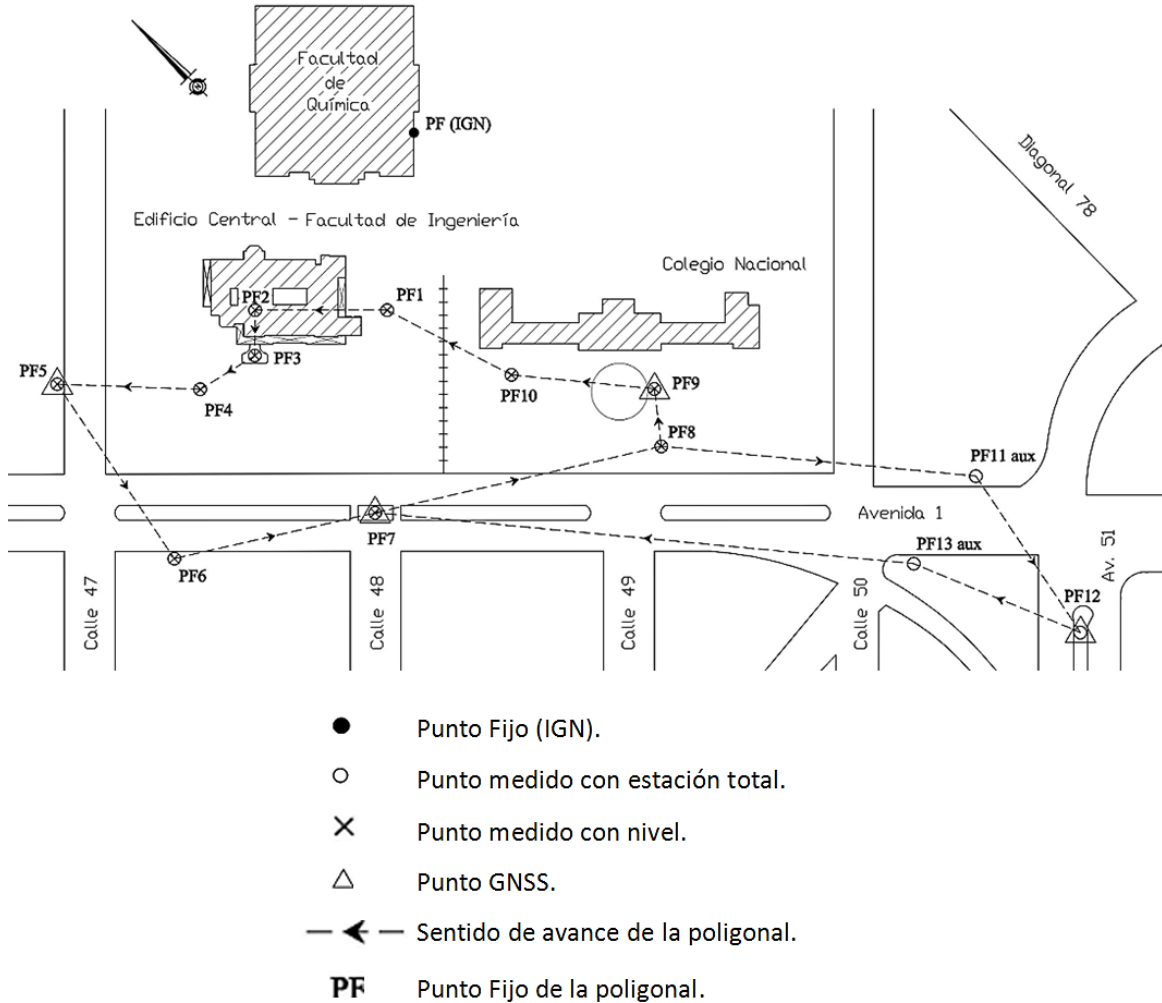 Facultad
de
Química
PF (IGN)
Diagonal 78
Edificio Central - Facultad de Ingeniería
Colegio Nacional
PF2
PF1
PF3
PF5
PF4
PF10
PF9
PF8
PF11 aux
Avenida 1
PF7
PF13 aux
PF6
PF12
Calle 47
Calle 48
Calle 49
Calle 50
Av. 51
Punto Fijo (IGN).
Punto medido con estación total.
Punto medido con nivel.
Punto GNSS.
Sentido de avance de la poligonal.
PF Punto Fijo de la poligonal.